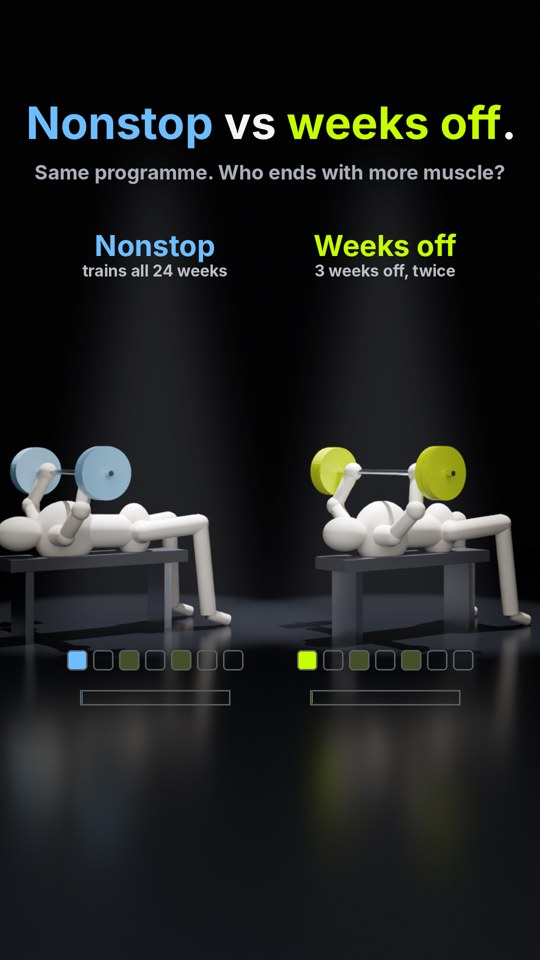 Nonstop vs weeks off.
Same programme. Who ends with more muscle?
Nonstop
trains all 24 weeks
Weeks off
3 weeks off, twice